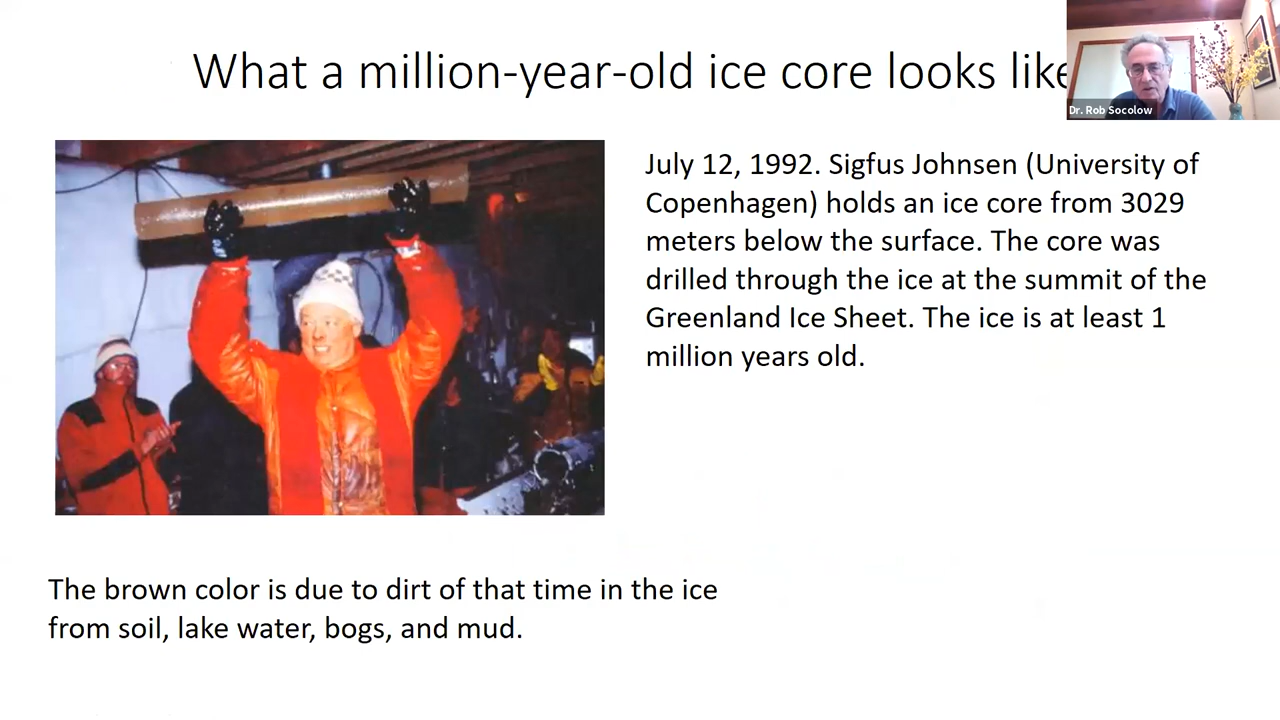 What a million-year-old ice core looks like
Dr. Rob Socolow
July 12, 1992. Sigfus Johnsen (University of
Copenhagen) holds an ice core from 3029
meters below the surface. The core was
drilled through the ice at the summit of the
Greenland Ice Sheet. The ice is at least 1
million years old.
The brown color is due to dirt of that time in the ice
from soil, lake water, bogs, and mud.